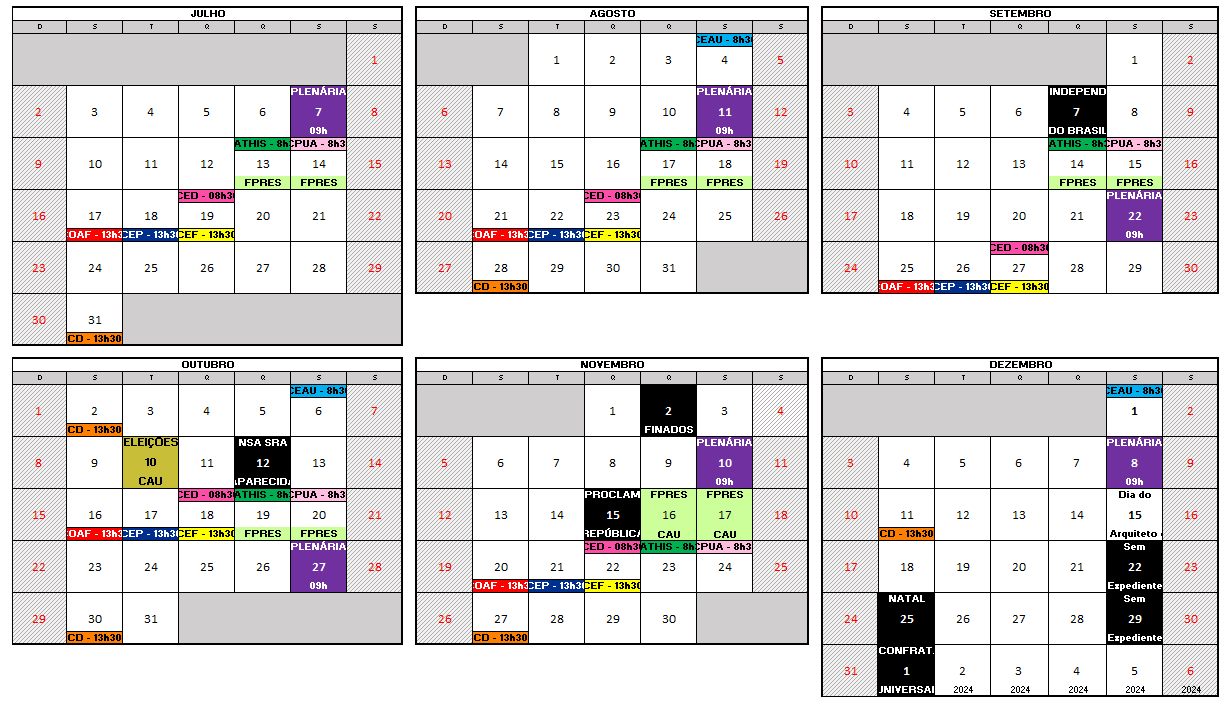 JULHO
D S T Q Q S S
1
2 3 4 5 6 PLENÁRIA 7 09h 8
9 10 11 12 ATHIS - 8h 13 FPRES CPUA - 8h3 14 FPRES 15
16 17 COAF - 13h3 18 CEP - 13h30 CED - 08h30 19 CEF - 13h30 20 21 22
23 24 25 26 27 28 29
30 31 CD - 13h30
AGOSTO
D S T Q Q S S
1 2 3 CEAU - 8h3 4 5
6 7 8 9 10 PLENÁRIA 11 09h 12
13 14 15 16 ATHIS - 8h 17 FPRES CPUA - 8h3 18 FPRES 19
20 21 COAF - 13h3 22 CEP - 13h30 CED - 08h30 23 CEF - 13h30 24 25 26
27 28 CD - 13h30 29 30 31
SETEMBRO
D S T Q Q S S
1 2
3 4 5 6 INDEPEND 7 DO BRASIL 8 9
10 11 12 13 ATHIS - 8h 14 FPRES CPUA - 8h3 15 FPRES 16
17 18 19 20 21 PLENÁRIA 22 09h 23
24 25 COAF - 13h3 26 CEP - 13h30 CED - 08h30 27 CEF - 13h30 28 29 30
OUTUBRO
D S T Q Q S S
1 2 CD - 13h30 3 4 5 CEAU - 8h3 6 7
8 9 ELEIÇÕES 10 CAU 11 NSA SRA 12 APARECIDA 13 14
15 16 COAF - 13h3 17 CEP - 13h30 CED - 08h3 18 CEF - 13h30 ATHIS - 8h 19 FPRES CPUA - 8h3 20 FPRES 21
22 23 24 25 26 PLENÁRIA 27 09h 28
29 30 CD - 13h30 31
NOVEMBRO
D S T Q Q S S
1 2 FINADOS 3 4
5 6 7 8 9 PLENÁRIA 10 09h 11
12 13 14 PROCLAM 15 REPÚBLICA FPRES 16 CAU FPRES 17 CAU 18
19 20 COAF - 13h3 21 CEP - 13h30 CED - 08h3 22 CEF - 13h30 ATHIS - 8h 23 CPUA - 8h3 24 25
26 27 CD - 13h30 28 29 30
DEZEMBRO
D S T Q Q S S
CEAU - 8h3 1 2
3 4 5 6 7 PLENÁRIA 8 09h 9
10 11 CD - 13h30 12 13 14 Dia do 15 Arquiteto 16
17 18 19 20 21 Sem 22 Expediente 23
24 NATAL 25 26 27 28 Sem 29 Expediente 30
31 CONFRAT. 1 UNIVERSAL 2 2024 3 2024 4 2024 5 2024 6 2024